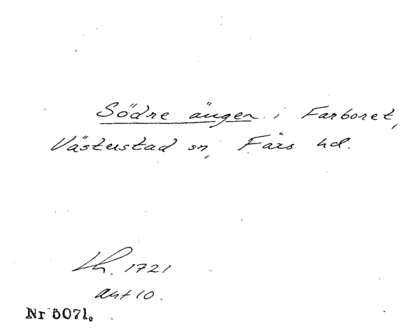 Södre ängen i Farboret,
Västerstad sn, Färs hd.
Lh. 1721
akt 10.
Nr 5071.